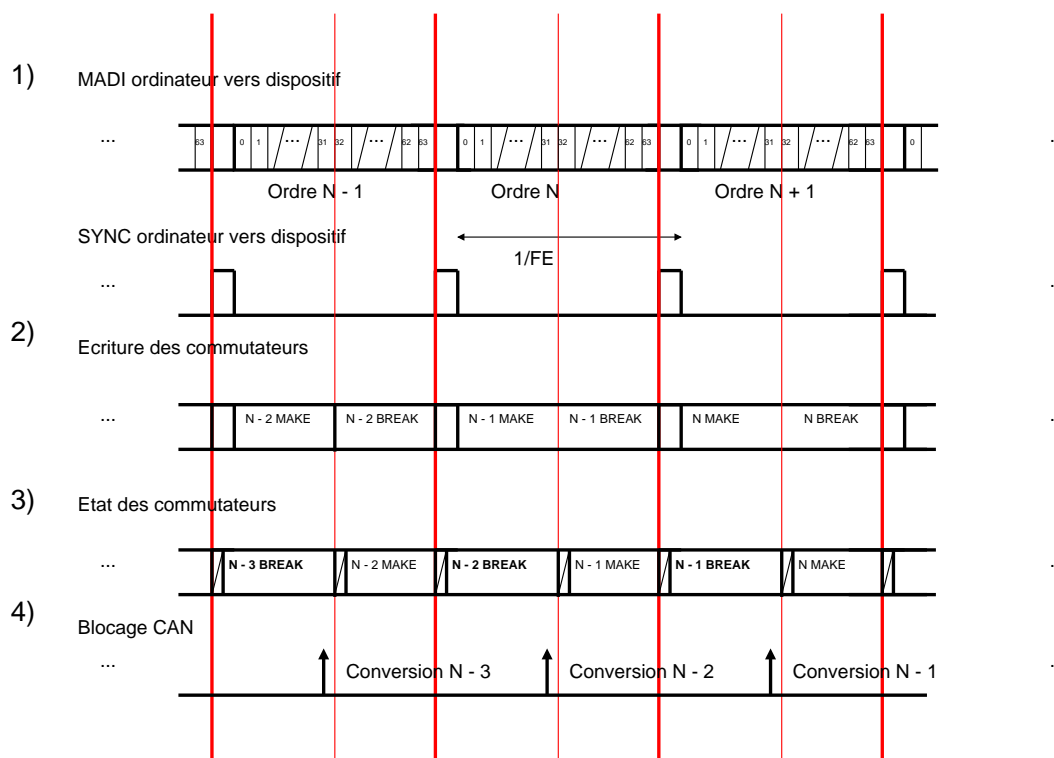 1) MADI ordinateur vers dispositif
... 63 0 1 ... 31 32 ... 62 63 0 1 ... 31 32 ... 62 63 0 1 ... 31 32 ... 62 63 0 .
Ordre N - 1 Ordre N Ordre N + 1
SYNC ordinateur vers dispositif
1/FE
... .
2) Ecriture des commutateurs
... N - 2 MAKE N - 2 BREAK N - 1 MAKE N - 1 BREAK N MAKE N BREAK .
3) Etat des commutateurs
... N - 3 BREAK N - 2 MAKE N - 2 BREAK N - 1 MAKE N - 1 BREAK N MAKE .
4) Blocage CAN
... Conversion N - 3 Conversion N - 2 Conversion N - 1 .